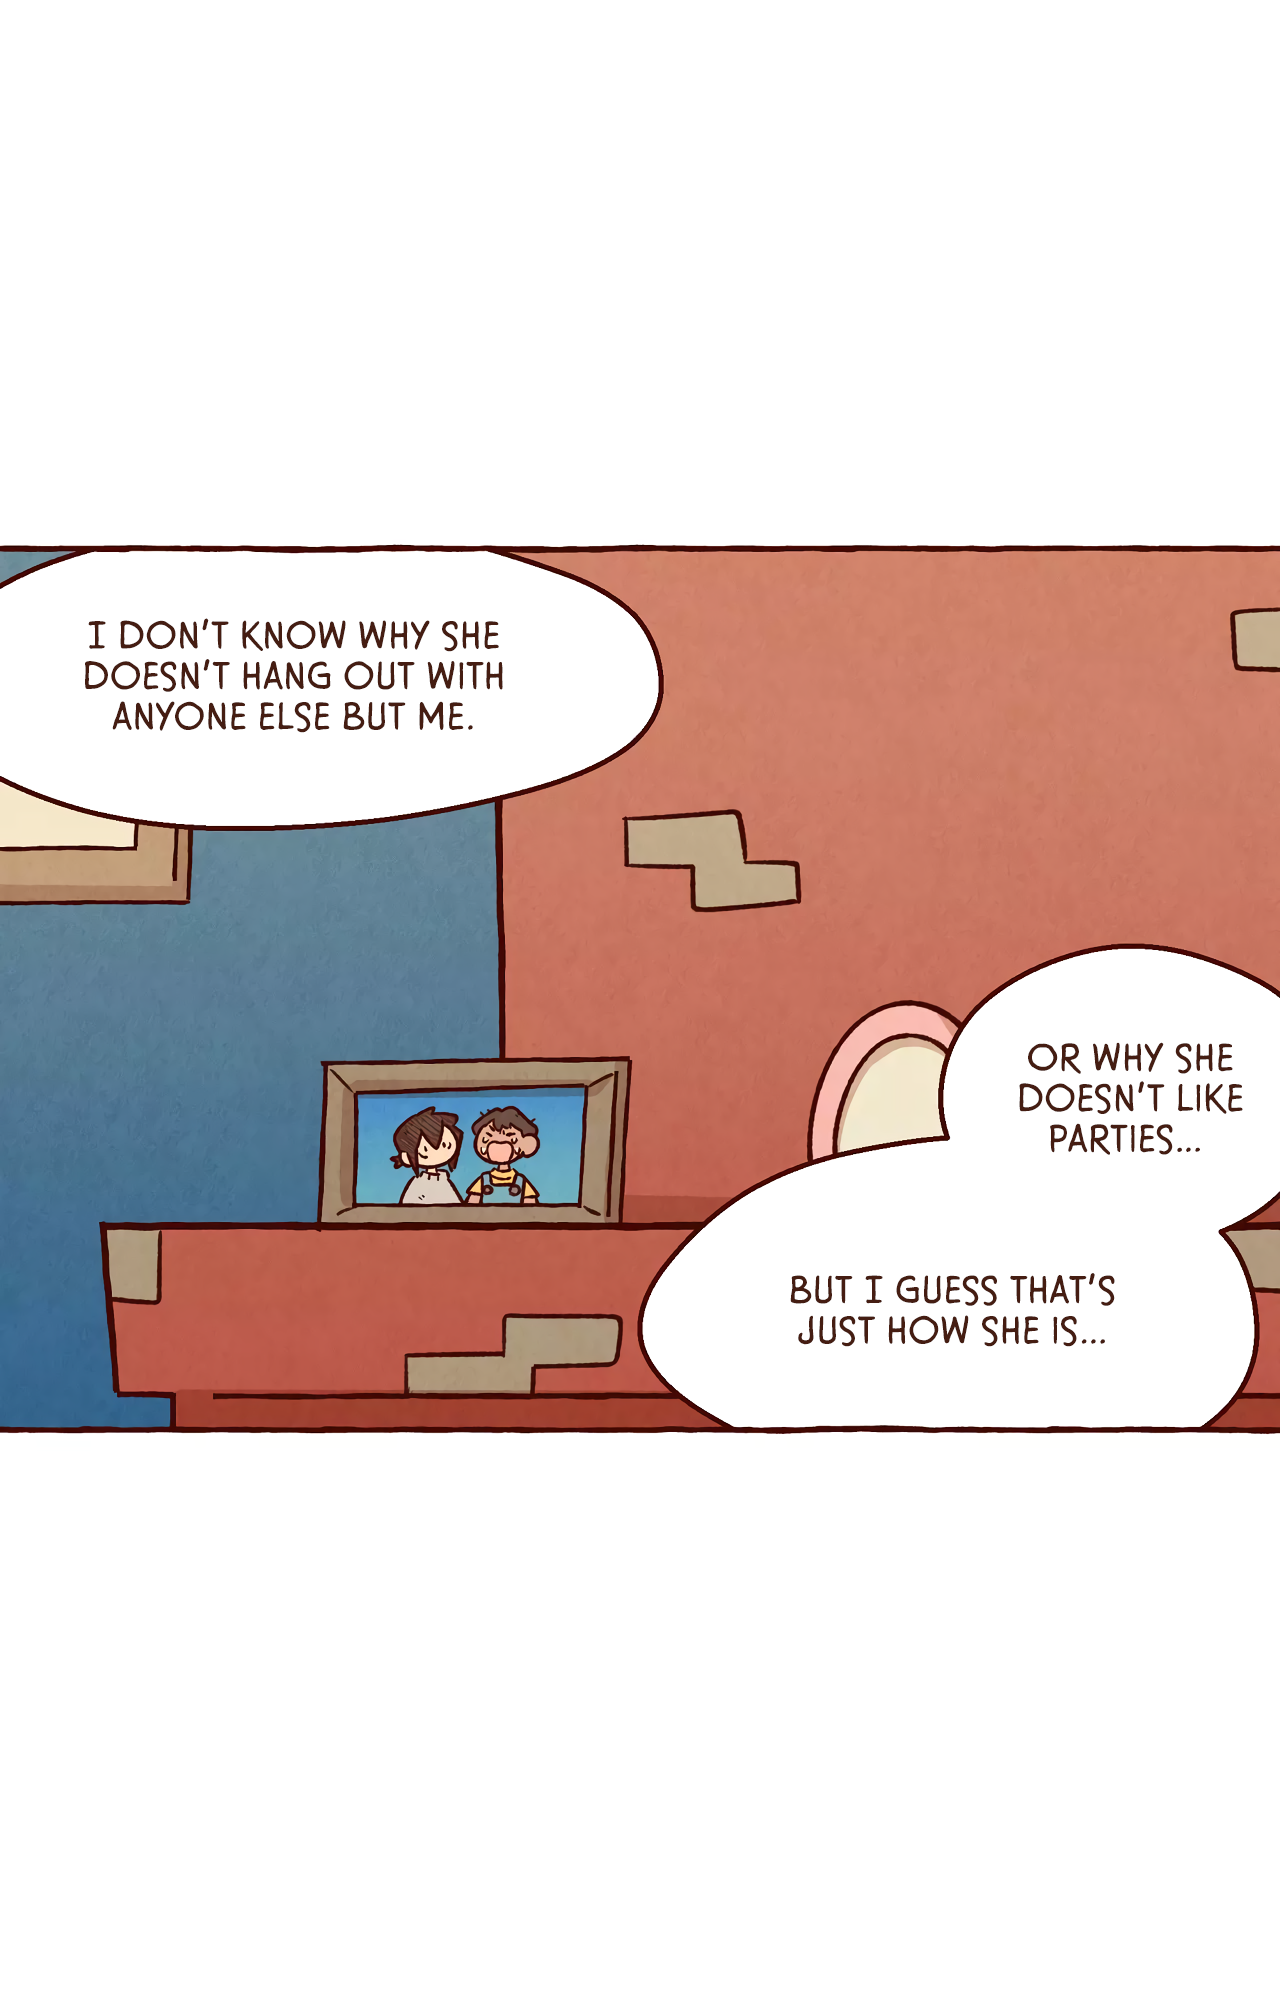 I DON'T KNOW WHY SHE
DOESN'T HANG OUT WITH
ANYONE ELSE BUT ME.
OR WHY SHE
DOESN'T LIKE
PARTIES...
BUT I GUESS THAT'S
JUST HOW SHE IS...